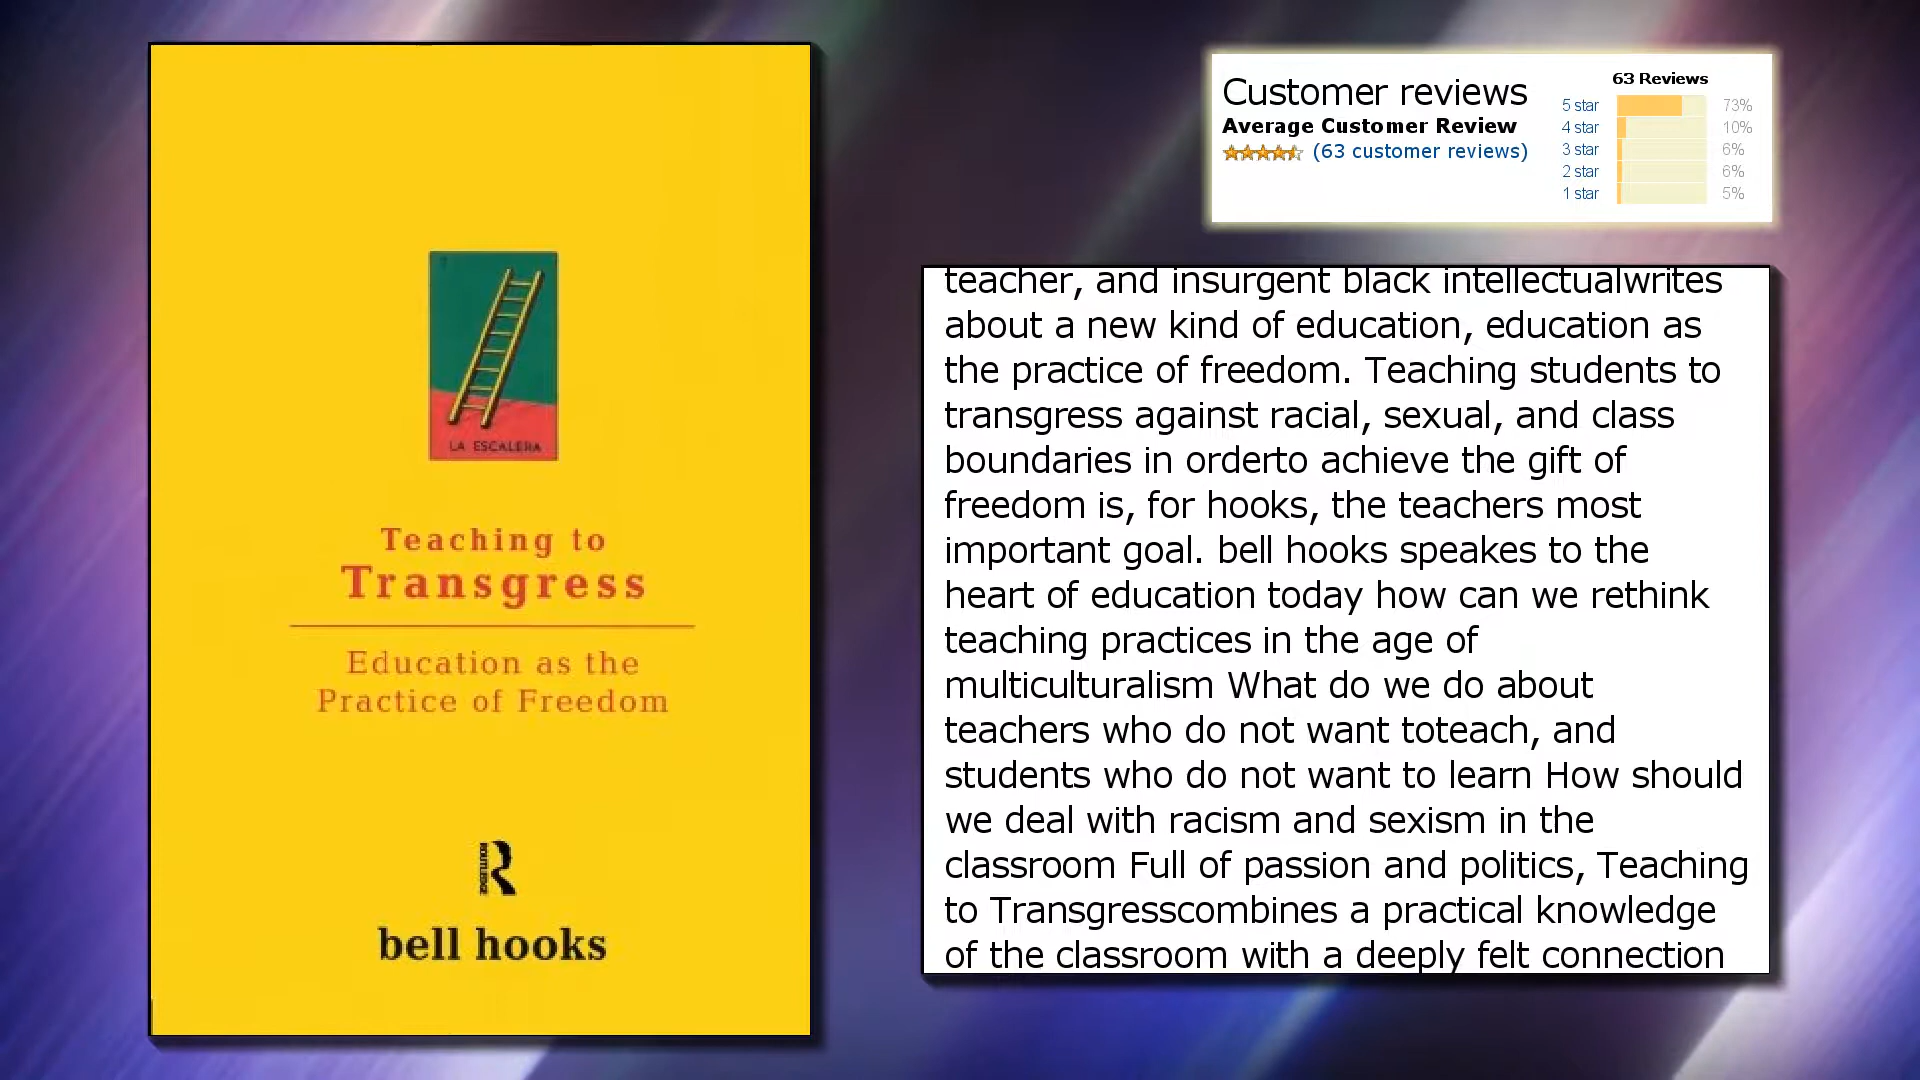 LA ESCALERA
Teaching to
Transgress
Education as the
Practice of Freedom
ROUTLEDGE
bell hooks
Customer reviews
Average Customer Review
(63 customer reviews)
63 Reviews
5 star 73%
4 star 10%
3 star 6%
2 star 6%
1 star 5%
teacher, and insurgent black intellectualwrites
about a new kind of education, education as
the practice of freedom. Teaching students to
transgress against racial, sexual, and class
boundaries in orderto achieve the gift of
freedom is, for hooks, the teachers most
important goal. bell hooks speakes to the
heart of education today how can we rethink
teaching practices in the age of
multiculturalism What do we do about
teachers who do not want toteach, and
students who do not want to learn How should
we deal with racism and sexism in the
classroom Full of passion and politics, Teaching
to Transgresscombines a practical knowledge
of the classroom with a deeply felt connection